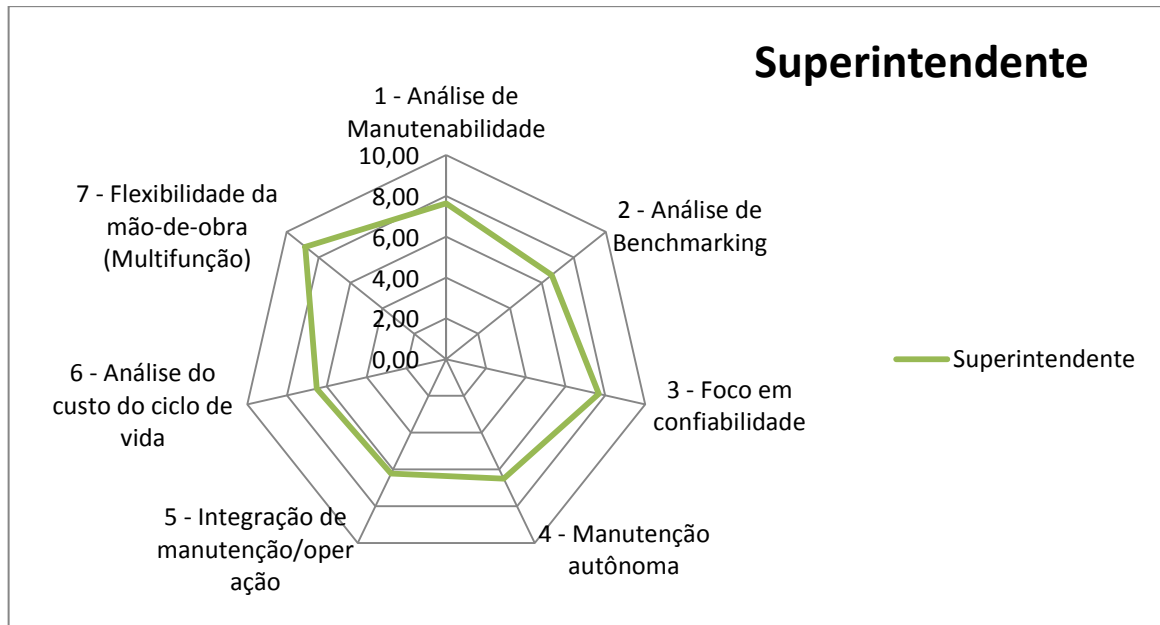 Superintendente
1 - Análise de
Manutenabilidade
10,00
8,00
6,00
4,00
2,00
0,00
2 - Análise de
Benchmarking
3 - Foco em
confiabilidade
4 - Manutenção
autônoma
5 - Integração de
manutenção/oper
ação
6 - Análise do
custo do ciclo de
vida
7 - Flexibilidade da
mão-de-obra
(Multifunção)
Superintendente